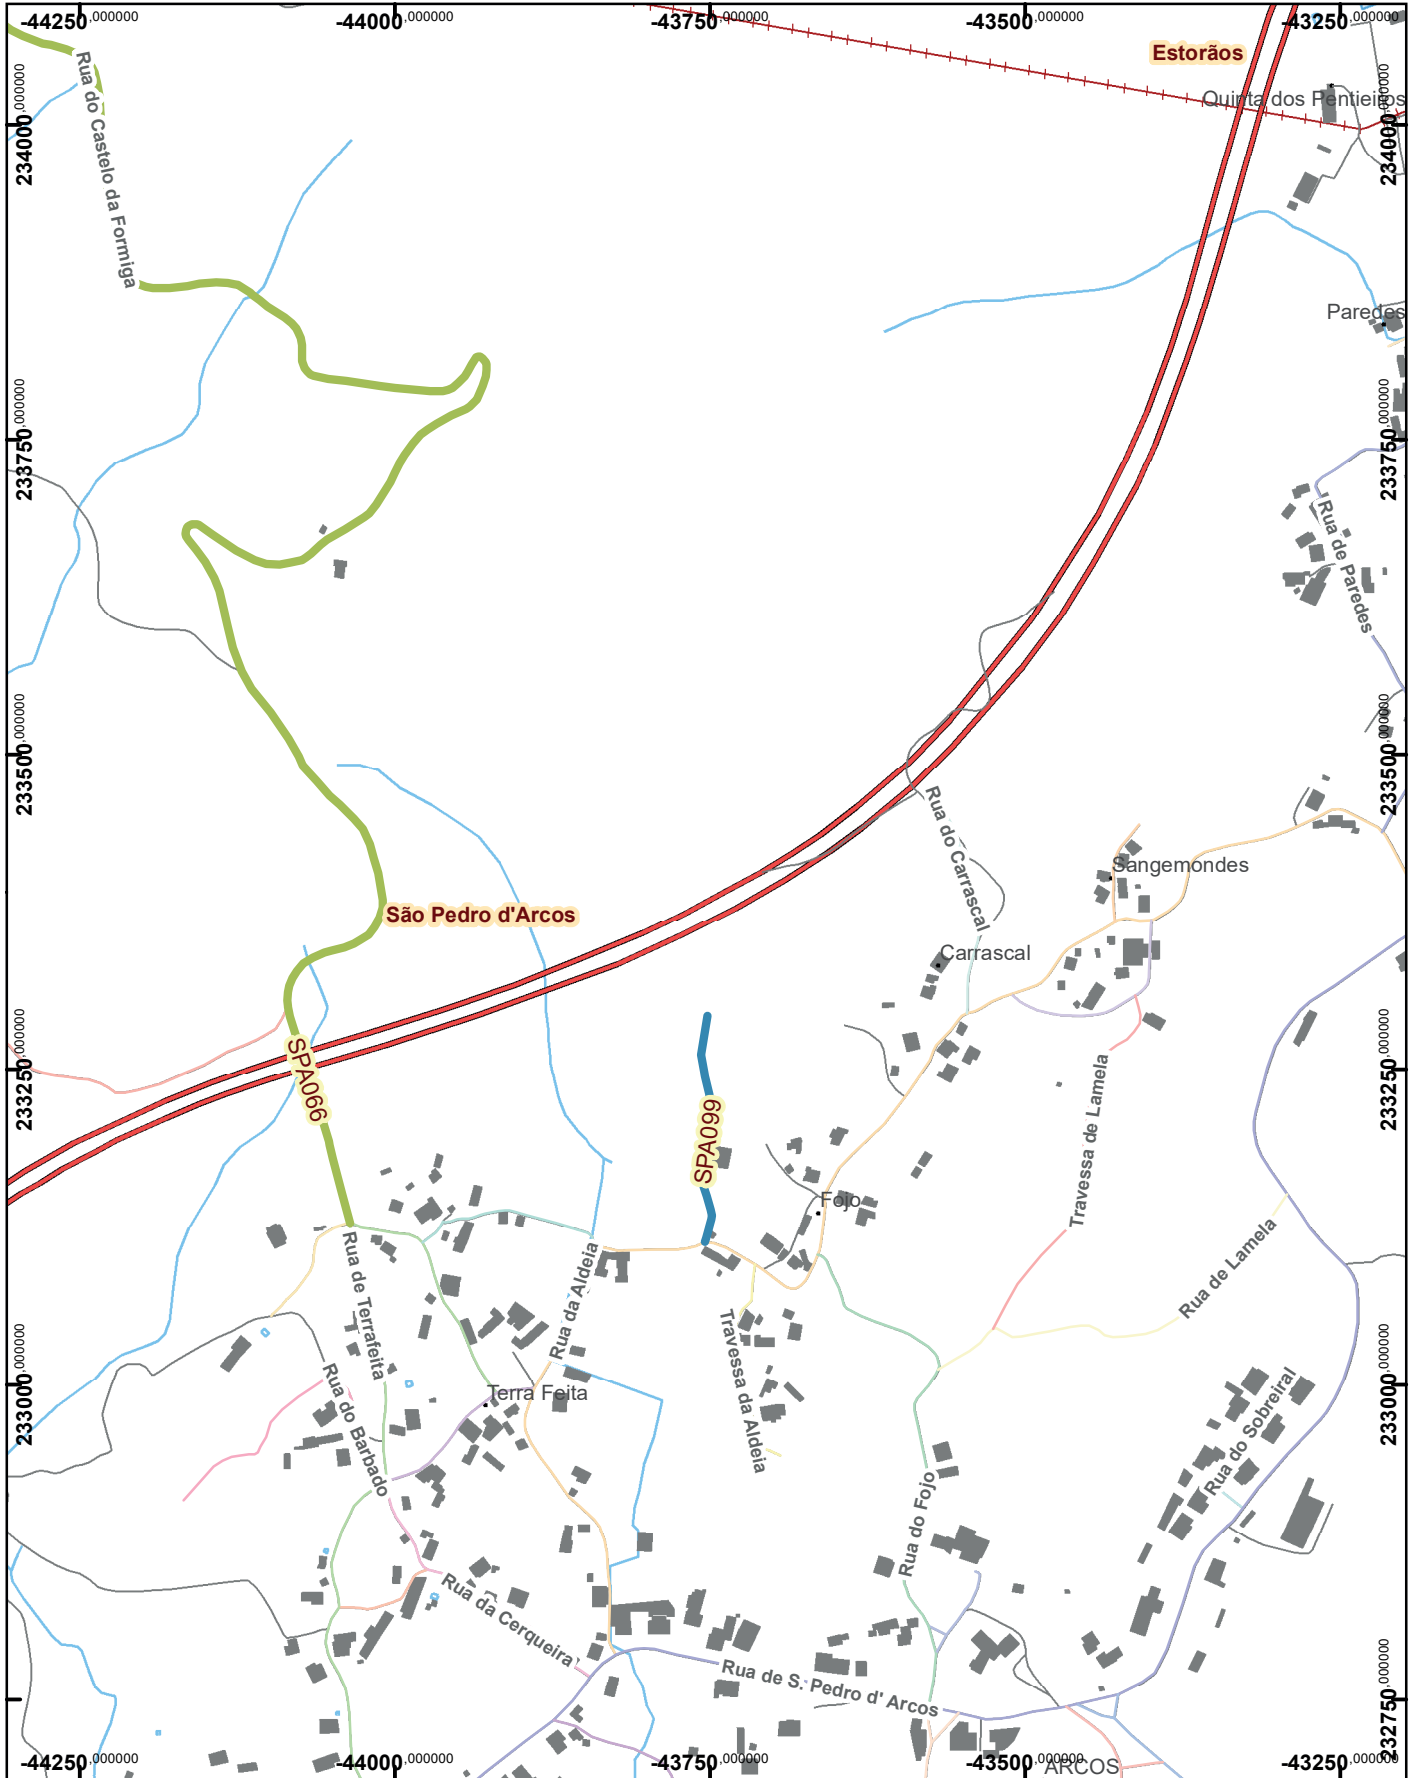 -44250,000000
-44000,000000
-43750,000000
-43500,000000
-43250,000000
Estorãos
Quinta dos Pentieiros
234000,000000
234000,000000
Rua do Castelo da Formiga
Paredes
233750,000000
233750,000000
Rua de Paredes
233500,000000
233500,000000
Rua do Carrascal
Sangemondes
São Pedro d'Arcos
Carrascal
233250,000000
233250,000000
SPA066
SPA099
Travessa de Lamela
Fojo
Rua de Lamela
Rua de Terrafeita
Rua da Aldeia
Travessa da Aldeia
233000,000000
233000,000000
Rua do Barbado
Terra Feita
Rua do Sobreiral
Rua do Fojo
Rua da Cerqueira
Rua de S. Pedro d' Arcos
232750,000000
ARCOS
-44250,000000
-44000,000000
-43750,000000
-43500,000000
-43250,000000